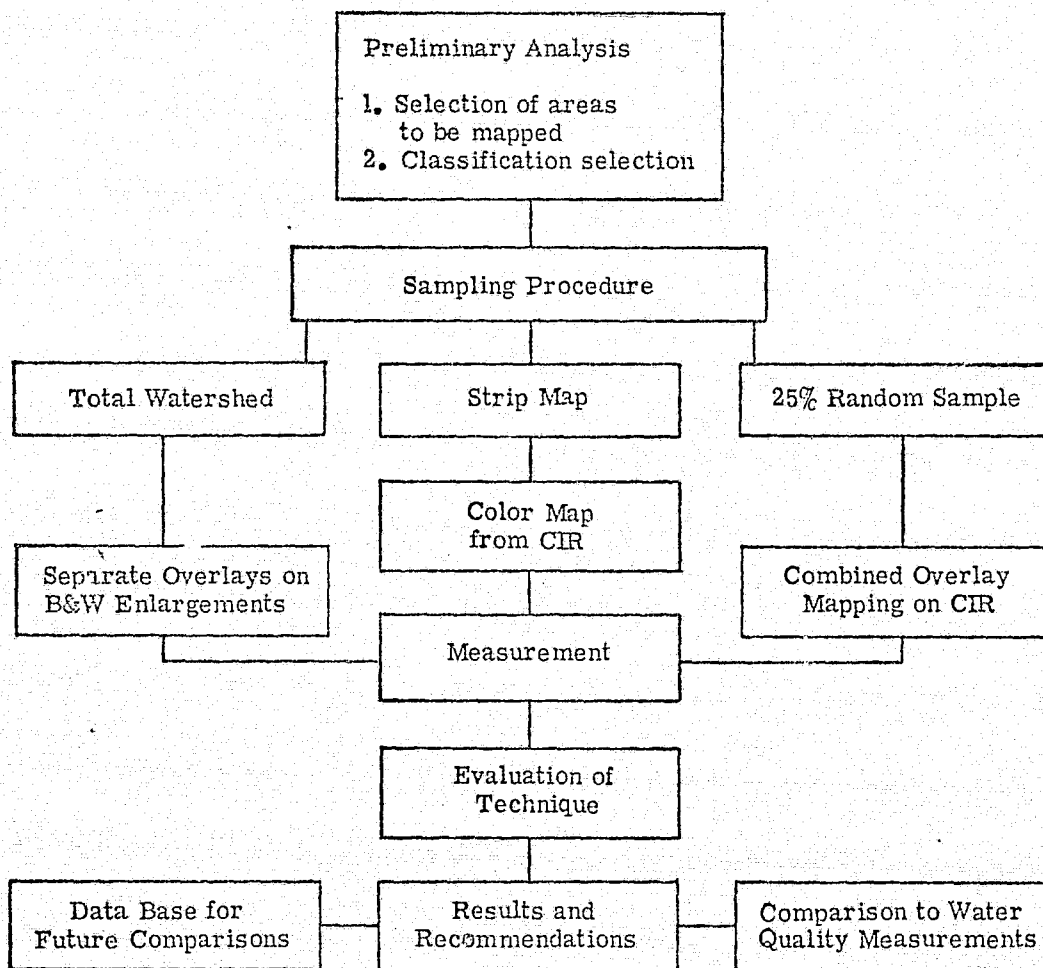 Preliminary Analysis
1. Selection of areas
to be mapped
2. Classification selection
Sampling Procedure
Total Watershed
Strip Map
25% Random Sample
Color Map
from CIR
Separate Overlays on
B&W Enlargements
Combined Overlay
Mapping on CIR
Measurement
Evaluation of
Technique
Data Base for
Future Comparisons
Results and
Recommendations
Comparison to Water
Quality Measurements